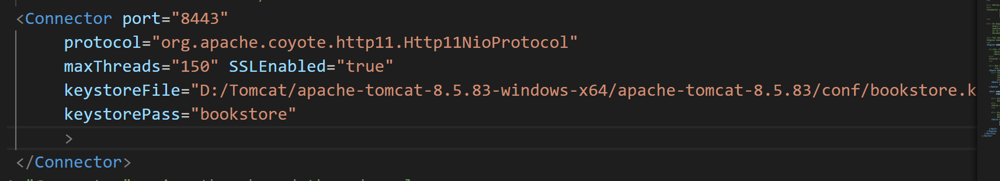 <Connector port="8443"
protocol="org.apache.coyote.http11.Http11NioProtocol"
maxThreads="150" SSLEnabled="true"
keystoreFile="D:/Tomcat/apache-tomcat-8.5.83-windows-x64/apache-tomcat-8.5.83/conf/bookstore.k
keystorePass="bookstore"
>
</Connector>